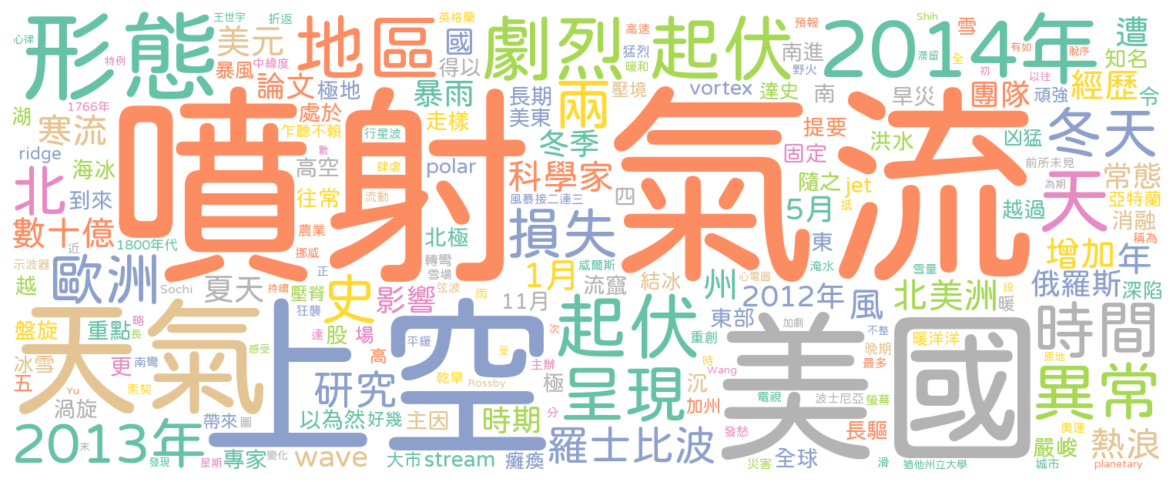 心律
王世宇
折返
英格蘭
高速
預報
Shih
全
有如
脫序
形態
特例
美元
地區
劇烈
起伏
2014年
遭
暴風
中緯度
國
猛烈
南進
滯留
雪
知名
論文
極地
得以
暖和
野火
初
以往
經歷
1766年
暴雨
長期
兩
壓境
vortex
達史
南
旱災
團隊
頑強
令
湖
寒流
處於
走樣
美東
提要
洪水
凶猛
冬天
ridge
乍聽不賴
行星波
冬季
固定
前所未見
海冰
高空
數
肆虐
polar
科學家
四
隨之
jet
天
為期
常態
北
到來
噴射氣流
往常
流動
風暴接二連三
5月
越過
抵
亞特蘭
數十億
1800年代
農業
北極
損失
東
增加
消融
近
挪威
轉彎
威爾斯
稱為
示波器
歐洲
正
雪場
1月
結冰
州
2012年
風
雪量
年
俄羅斯
越
Sochi
夏天
持續
壓脊
弦波
流竄
北美洲
暖
段
深陷
史
影響
雨
11月
心電圖
東部
盤旋
重點
略
長
狂襲
達
股
場
次
起伏
加劇
不整
暖洋洋
時間
天氣
上空
平緩
受
重創
晚期
原地
冰雪
南彎
感受
高
乾旱
主辦
時
美國
最多
五
更
索契
研究
Rossby
極
呈現
沉
Wang
異常
渦旋
Yu
加州
電視
波士尼亞
螢幕
帶來
圖
以為然
好幾
主因
時期
分
羅士比波
發愁
長驅
嚴峻
奧運
熱浪
2013年
末
發現
專家
星期
變化
wave
大市
stream
癱瘓
災害
全球
滑
猶他州立大學
城市
planetary